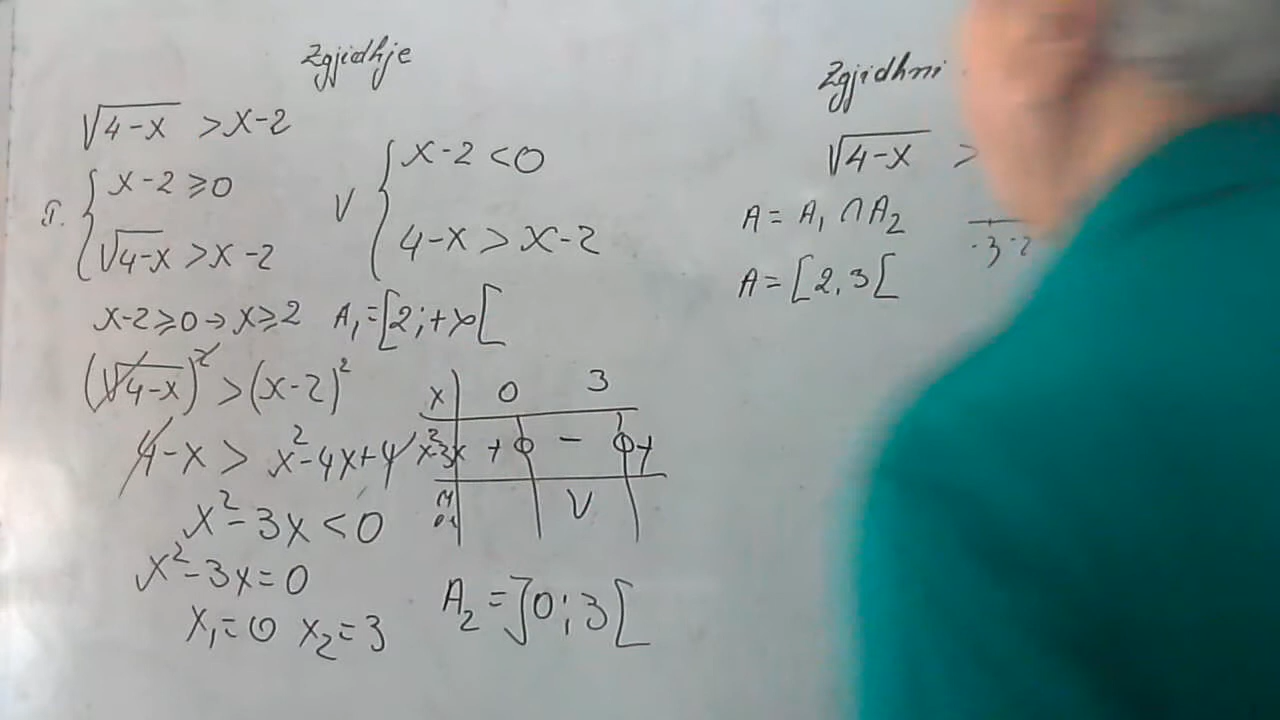 Zgjidhje
√4-x > x-2
I. { x-2 ≥ 0
√4-x > x-2
V { x-2 < 0
4-x > x-2
x-2 ≥ 0 → x ≥ 2 A₁ = [2; +∞[
(√4-x)² > (x-2)²
4-x > x²-4x+4
x²-3x < 0
x²-3x = 0
x₁ = 0 x₂ = 3
x 0 3
x²-3x + 0 - 0 +
V
A₂ = ]0; 3[
Zgjidhni
√4-x >
A = A₁ ∩ A₂
A = [2, 3[